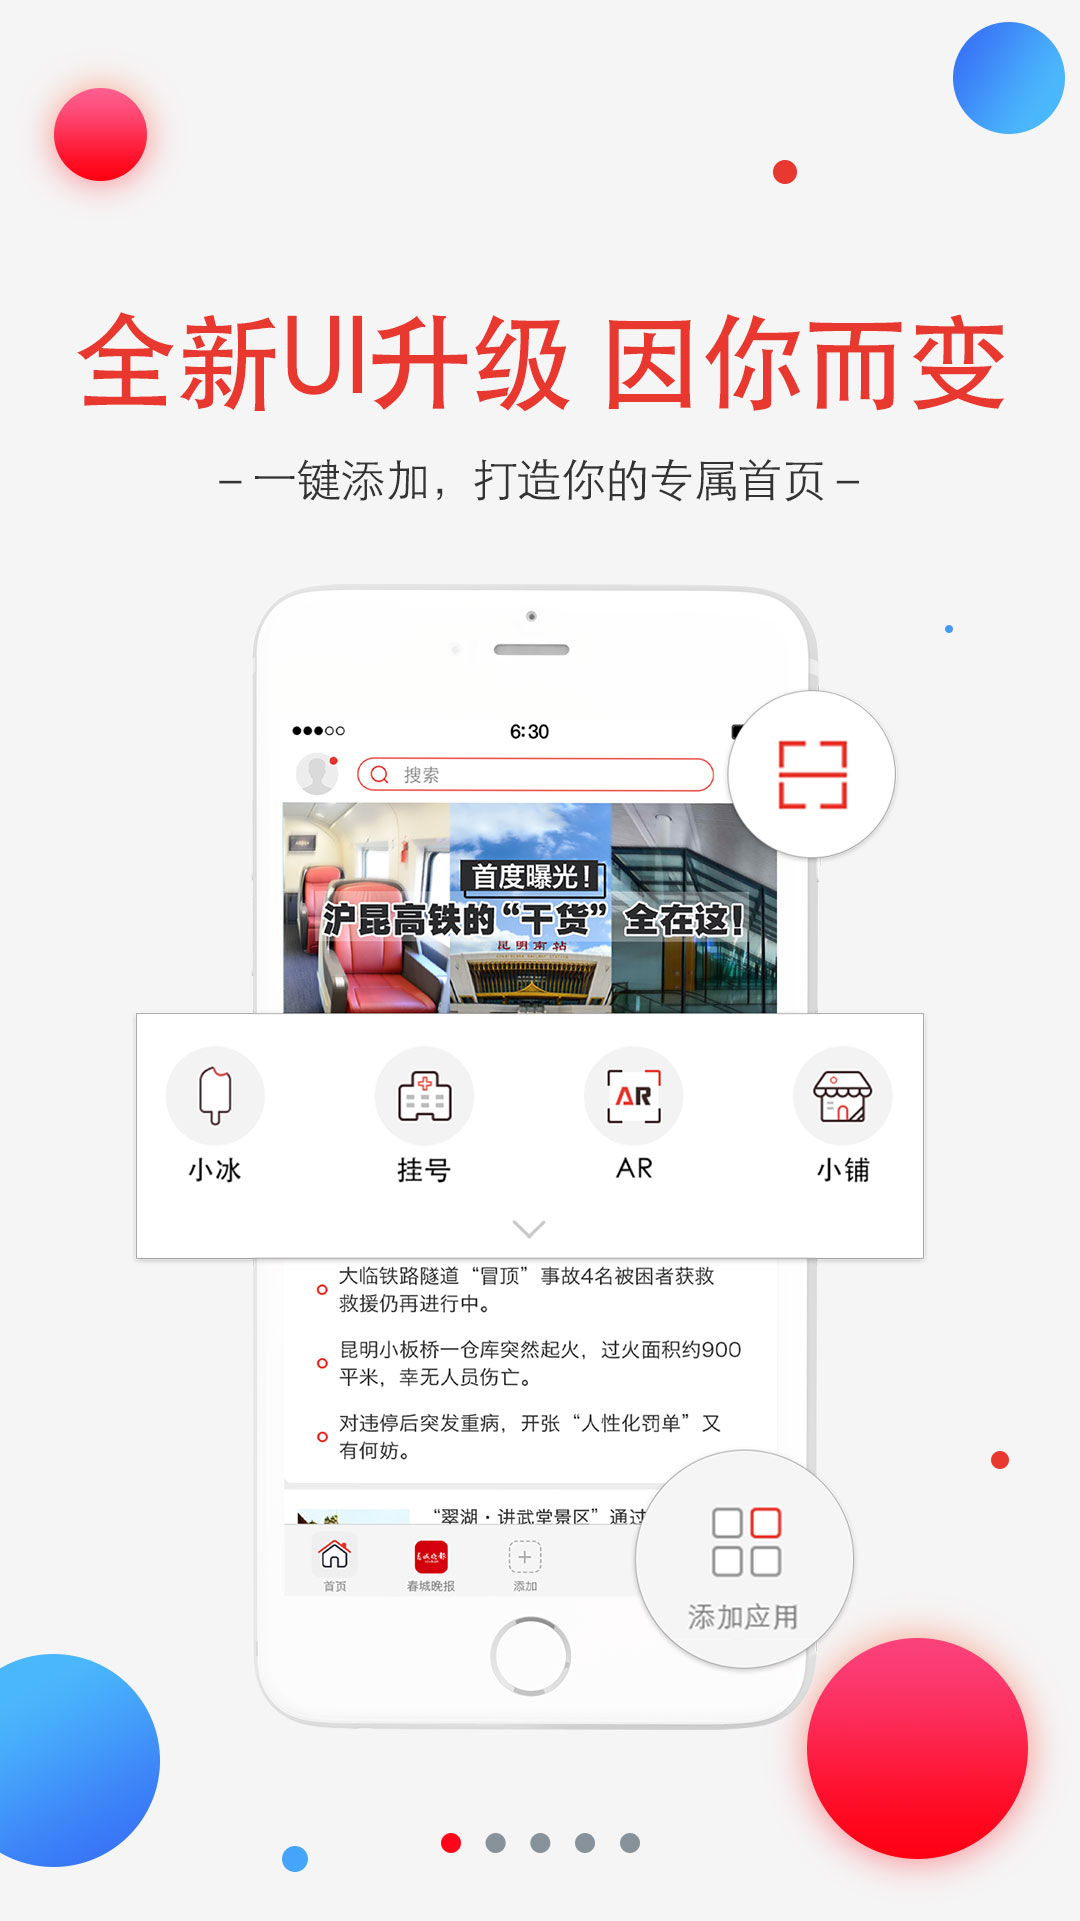 全新UI升级 因你而变
– 一键添加，打造你的专属首页 –
6:30
搜索
首度曝光！
沪昆高铁的“干货” 全在这！
昆明南站
小冰
挂号
AR
AR
小铺
大临铁路隧道“冒顶”事故4名被困者获救
救援仍再进行中。
昆明小板桥一仓库突然起火，过火面积约900
平米，幸无人员伤亡。
对违停后突发重病，开张“人性化罚单”又
有何妨。
“翠湖·讲武堂景区”通过
首页
春城晚报
春城晚报
添加
添加应用